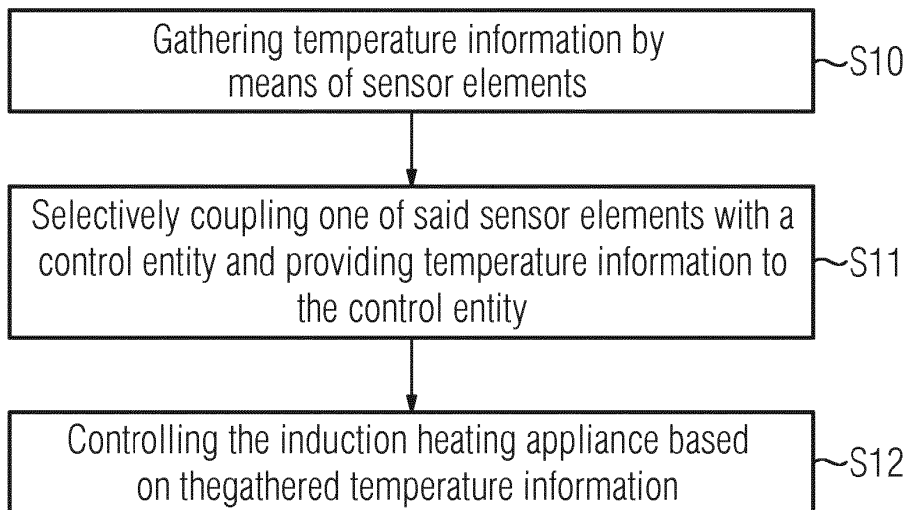 Gathering temperature information by
means of sensor elements
S10
Selectively coupling one of said sensor elements with a
control entity and providing temperature information to
the control entity
S11
Controlling the induction heating appliance based
on thegathered temperature information
S12